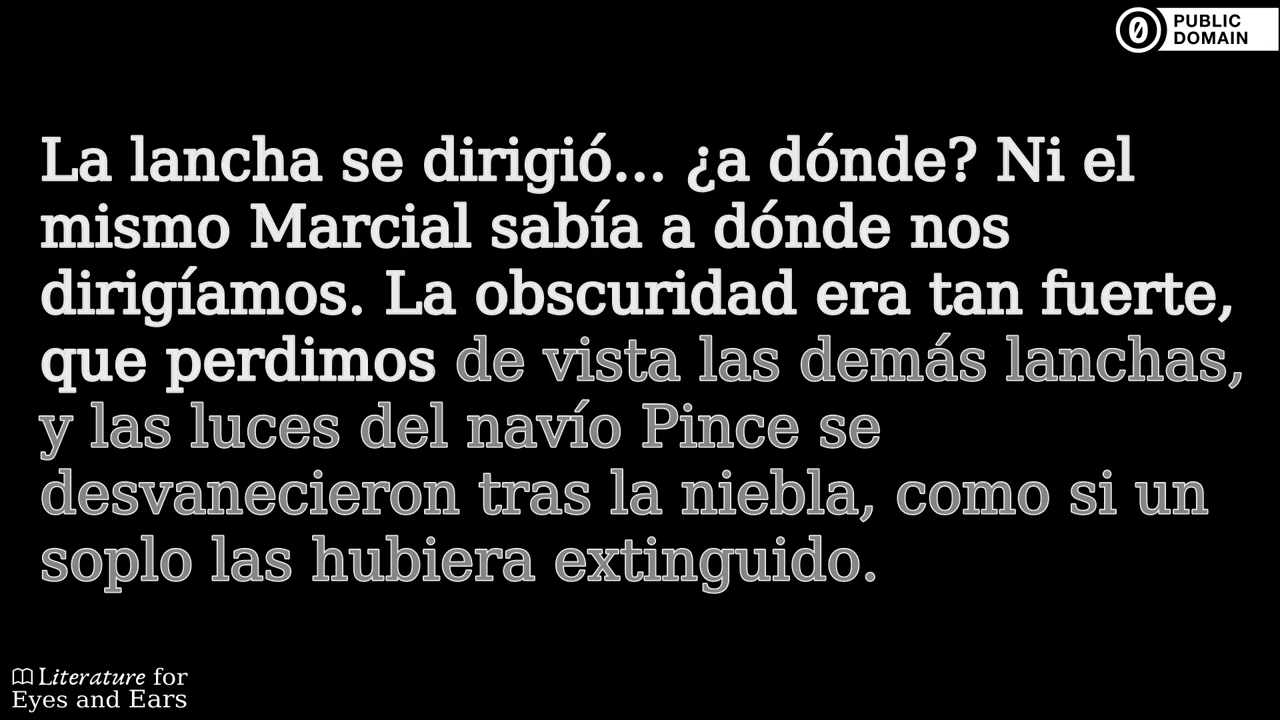 PUBLIC
DOMAIN
La lancha se dirigió... ¿a dónde? Ni el
mismo Marcial sabía a dónde nos
dirigíamos. La obscuridad era tan fuerte,
que perdimos de vista las demás lanchas,
y las luces del navío Pince se
desvanecieron tras la niebla, como si un
soplo las hubiera extinguido.
Literature for
Eyes and Ears